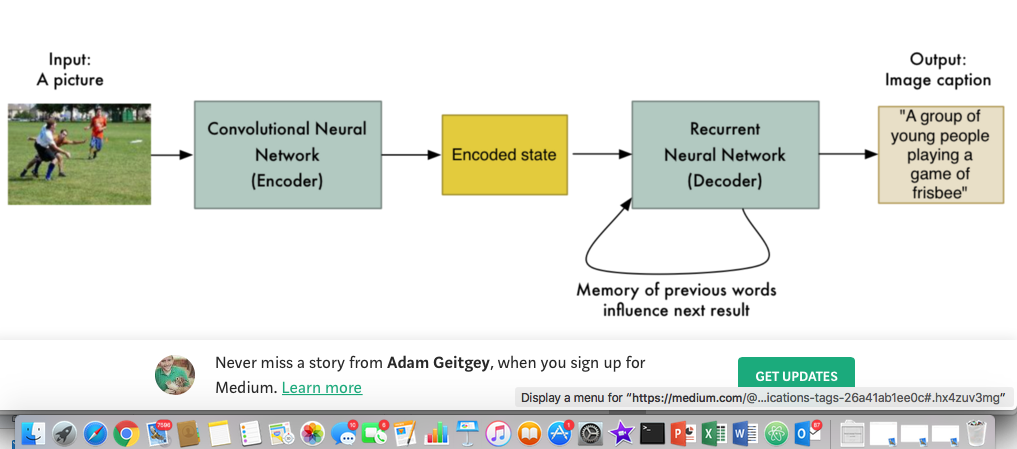 Input:
A picture
Convolutional Neural
Network
(Encoder)
Encoded state
Recurrent
Neural Network
(Decoder)
Output:
Image caption
"A group of
young people
playing a
game of
frisbee"
Memory of previous words
influence next result
Never miss a story from Adam Geitgey, when you sign up for
Medium. Learn more
GET UPDATES
Display a menu for "https://medium.com/@...ications-tags-26a41ab1ee0c#.hx4zuv3mg"